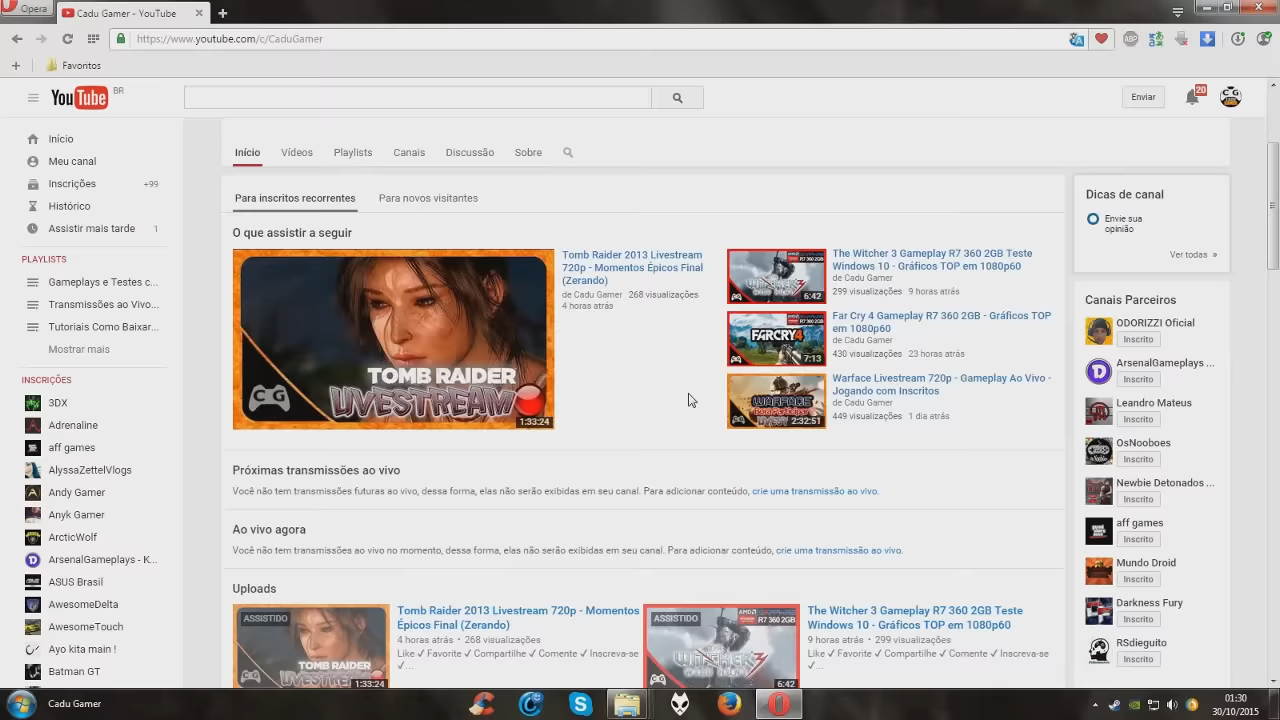 Opera
Cadu Gamer - YouTube
https://www.youtube.com/c/CaduGamer
ABP
Favoritos
YouTube BR
Enviar
20
Início
Meu canal
Inscrições +99
Histórico
Assistir mais tarde 1
PLAYLISTS
Gameplays e Testes c...
Transmissões ao Vivo...
Tutoriais Como Baixar...
Mostrar mais
INSCRIÇÕES
3DX
Adrenaline
aff games
AlyssaZettelVlogs
Andy Gamer
Anyk Gamer
ArcticWolf
ArsenalGameplays - K...
ASUS Brasil
AwesomeDelta
AwesomeTouch
Ayo kita main !
Batman GT
Início Vídeos Playlists Canais Discussão Sobre
Para inscritos recorrentes Para novos visitantes
O que assistir a seguir
TOMB RAIDER
LIVESTREAM
1:33:24
Tomb Raider 2013 Livestream
720p - Momentos Épicos Final
(Zerando)
de Cadu Gamer 268 visualizações
4 horas atrás
R7 360 2GB
6:42
The Witcher 3 Gameplay R7 360 2GB Teste
Windows 10 - Gráficos TOP em 1080p60
de Cadu Gamer
299 visualizações 9 horas atrás
FARCRY4
7:13
Far Cry 4 Gameplay R7 360 2GB - Gráficos TOP
em 1080p60
de Cadu Gamer
430 visualizações 23 horas atrás
WARFACE
2:32:51
Warface Livestream 720p - Gameplay Ao Vivo -
Jogando com Inscritos
de Cadu Gamer
449 visualizações 1 dia atrás
Próximas transmissões ao vivo
Você não tem transmissões futuras ao vivo, dessa forma, elas não serão exibidas em seu canal. Para adicionar conteúdo, crie uma transmissão ao vivo.
Ao vivo agora
Você não tem transmissões ao vivo no momento, dessa forma, elas não serão exibidas em seu canal. Para adicionar conteúdo, crie uma transmissão ao vivo.
Uploads
ASSISTIDO
TOMB RAIDER
LIVESTREAM
1:33:24
Tomb Raider 2013 Livestream 720p - Momentos
Épicos Final (Zerando)
4 horas atrás • 268 visualizações
Like ✓ Favorite ✓ Compartilhe ✓ Comente ✓ Inscreva-se
✓...
ASSISTIDO
R7 360 2GB
WITCHER 3
6:42
The Witcher 3 Gameplay R7 360 2GB Teste
Windows 10 - Gráficos TOP em 1080p60
9 horas atrás • 299 visualizações
Like ✓ Favorite ✓ Compartilhe ✓ Comente ✓ Inscreva-se
✓...
Dicas de canal
Envie sua
opinião
Ver todas »
Canais Parceiros
ODORIZZI Oficial
Inscrito
ArsenalGameplays ...
Inscrito
Leandro Mateus
Inscrito
OsNooboes
Inscrito
Newbie Detonados ...
Inscrito
aff games
Inscrito
Mundo Droid
Inscrito
Darkness Fury
Inscrito
RSdieguito
Inscrito
Cadu Gamer
01:30
30/10/2015